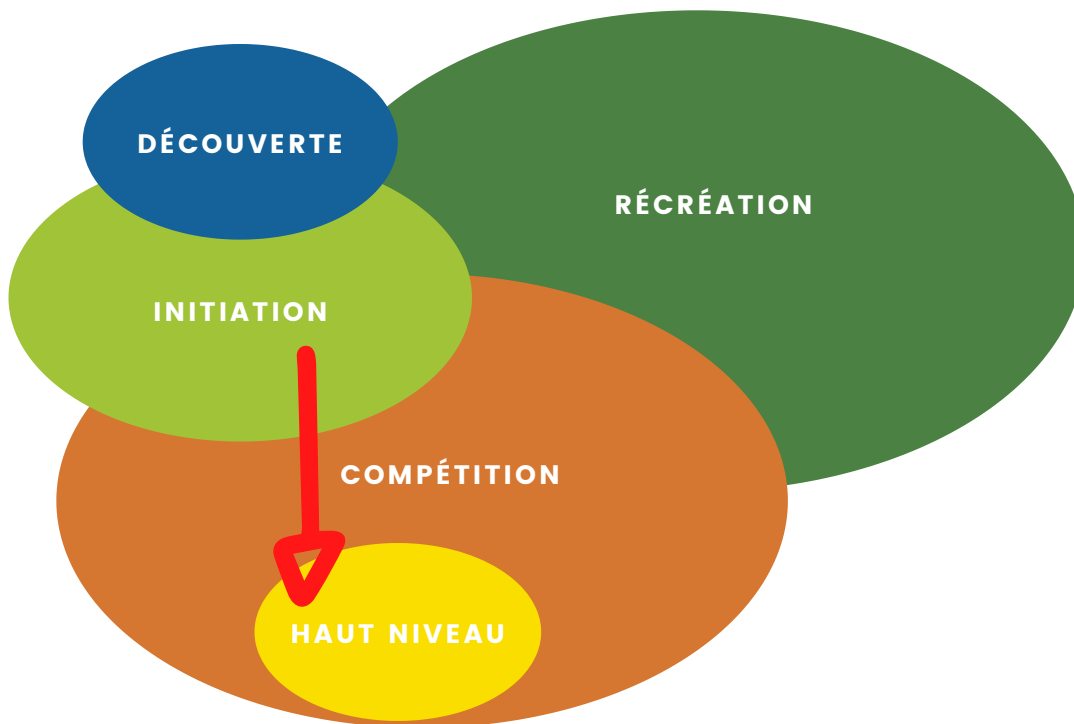 DÉCOUVERTE
RÉCRÉATION
INITIATION
COMPÉTITION
HAUT NIVEAU